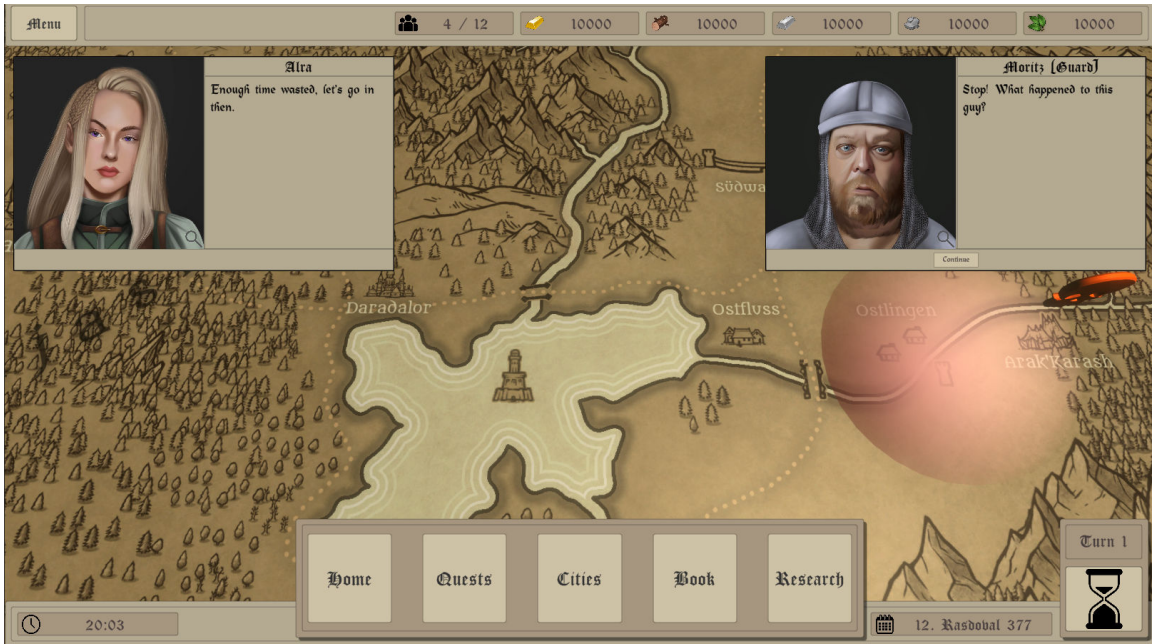 Menu
4 / 12
10000
10000
10000
10000
10000
Alra
Enough time wasted, let's go in
then.
Moritz [Guard]
Stop! What happened to this
guy?
Continue
Südwa
Daradalor
Ostfluss
Ostlingen
Arak'Karash
Home
Quests
Cities
Book
Research
Turn 1
20:03
12. Rasdobal 377